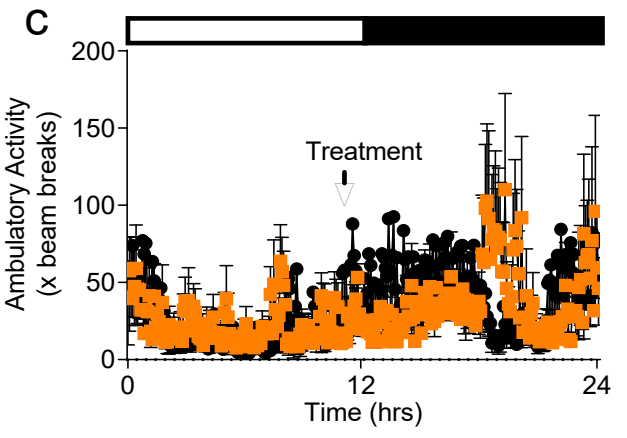 C
200
150
100
50
0
Ambulatory Activity
(x beam breaks)
Treatment
0
12
24
Time (hrs)